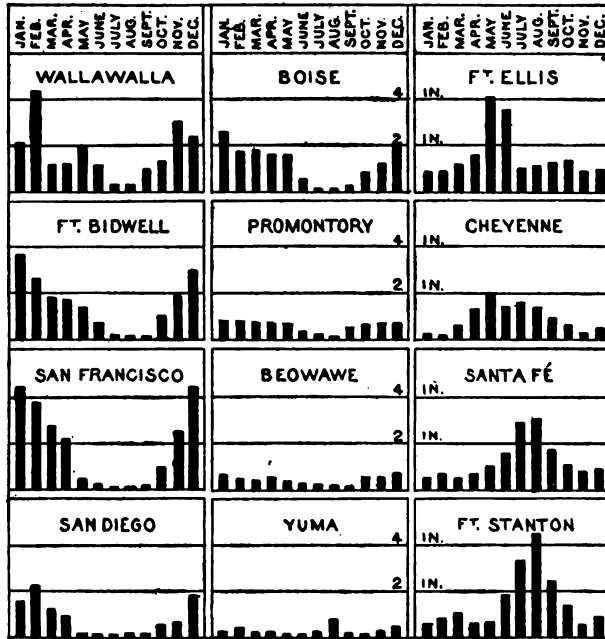 JAN. FEB. MAR. APR. MAY JUNE JULY AUG. SEPT. OCT. NOV. DEC. JAN. FEB. MAR. APR. MAY JUNE JULY AUG. SEPT. OCT. NOV. DEC. JAN. FEB. MAR. APR. MAY JUNE JULY AUG. SEPT. OCT. NOV. DEC.
WALLAWALLA BOISE FT. ELLIS
4 IN.
2 IN.
FT. BIDWELL PROMONTORY CHEYENNE
4 IN.
2 IN.
SAN FRANCISCO BEOWAWE SANTA FÉ
4 IN.
2 IN.
SAN DIEGO YUMA FT. STANTON
4 IN.
2 IN.